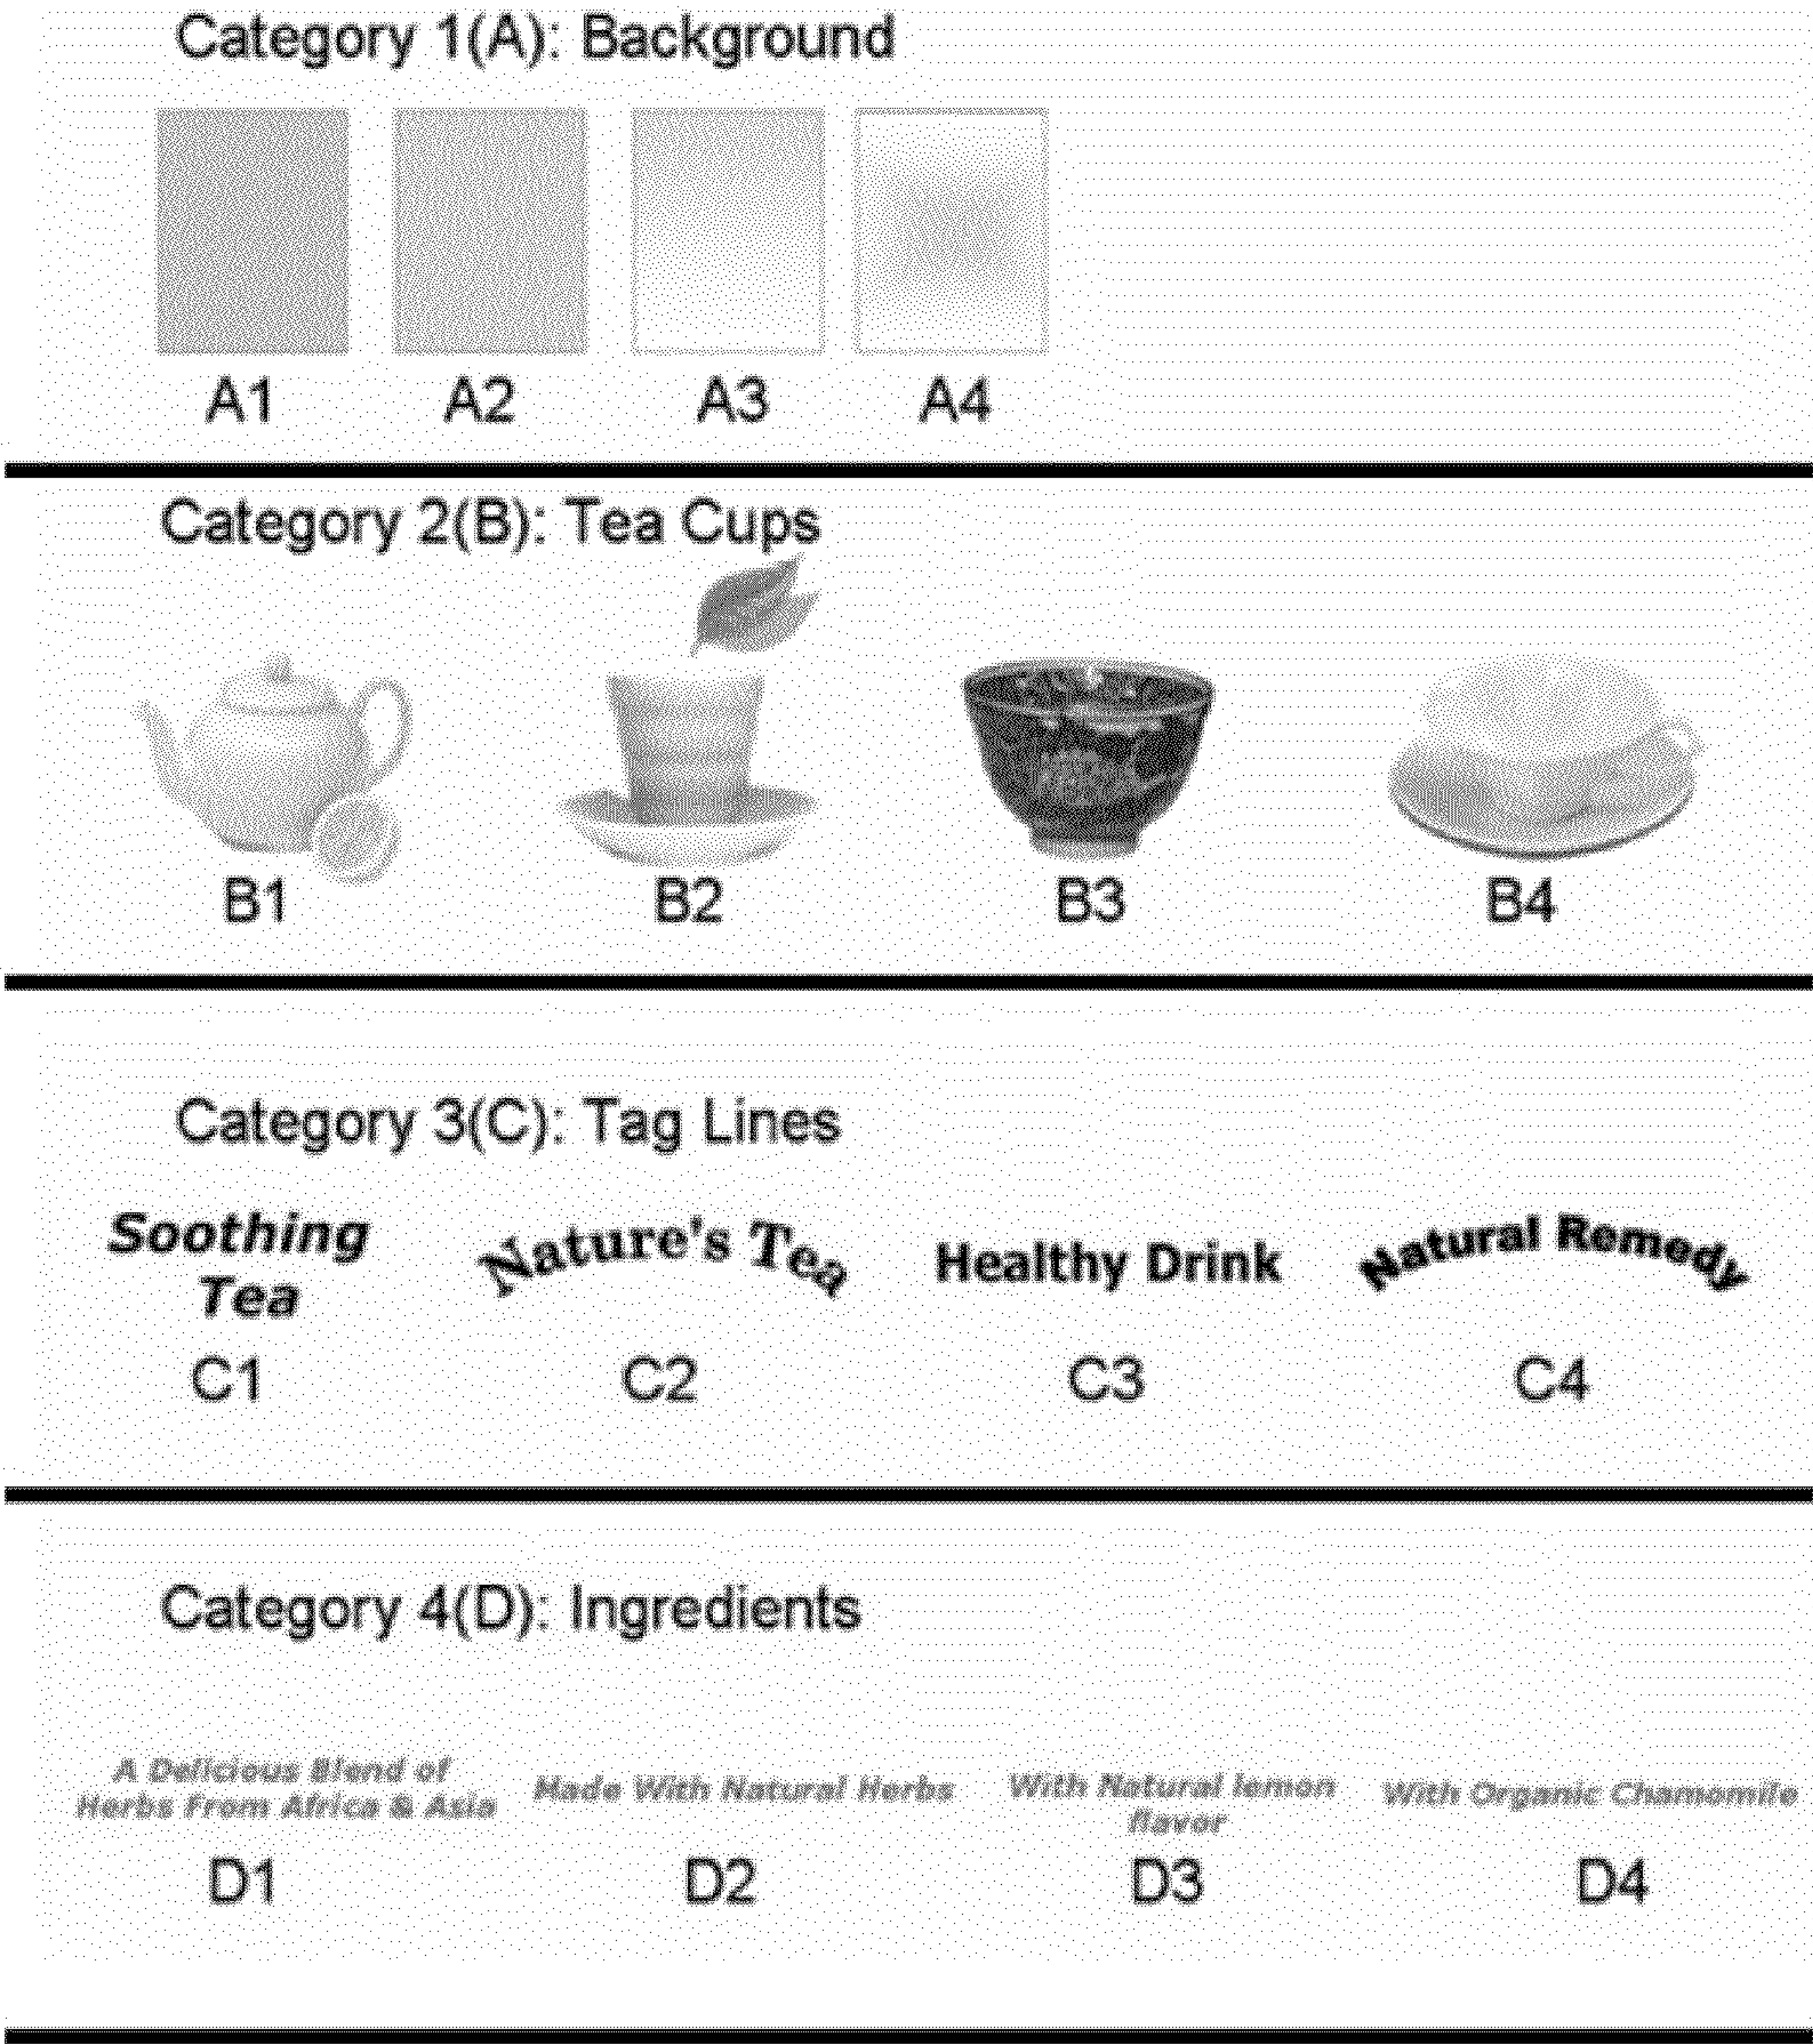 Category 1(A): Background
A1 A2 A3 A4
Category 2(B): Tea Cups
B1 B2 B3 B4
Category 3(C): Tag Lines
Soothing
Tea
Nature's Tea
Healthy Drink
Natural Remedy
C1 C2 C3 C4
Category 4(D): Ingredients
A Delicious Blend of
Herbs From Africa & Asia
Made With Natural Herbs
With Natural lemon
flavor
With Organic Chamomile
D1 D2 D3 D4